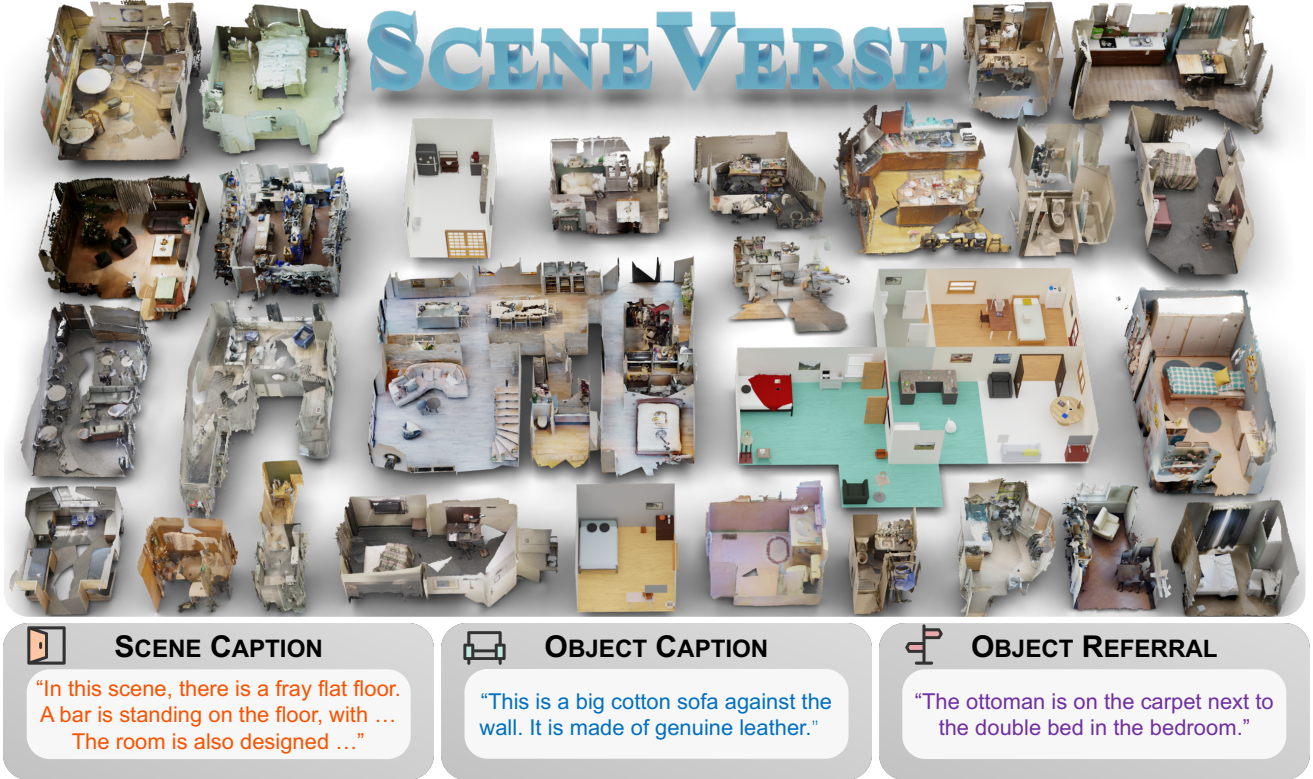 SCENEVERSE
SCENE CAPTION
“In this scene, there is a fray flat floor.
A bar is standing on the floor, with …
The room is also designed …”
OBJECT CAPTION
“This is a big cotton sofa against the
wall. It is made of genuine leather.”
OBJECT REFERRAL
“The ottoman is on the carpet next to
the double bed in the bedroom.”